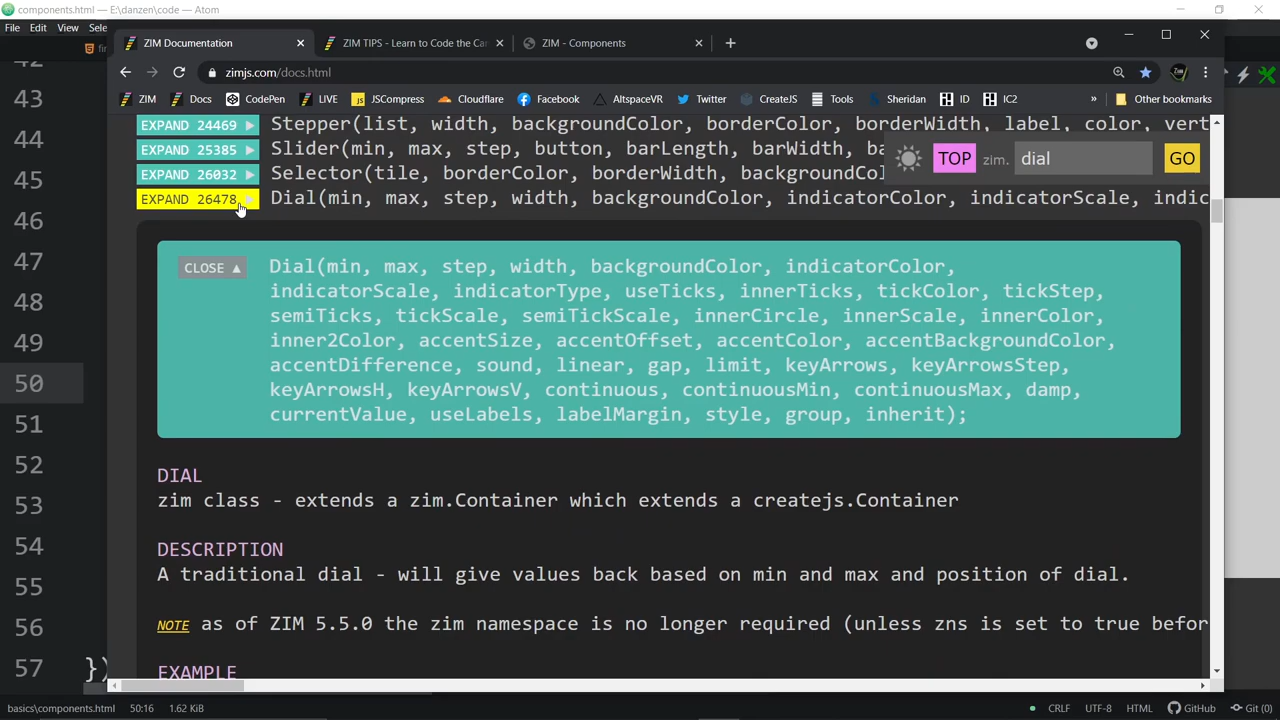 components.html — E:\danzen\code — Atom
File Edit View Sele
ZIM Documentation
ZIM TIPS - Learn to Code the Car
ZIM - Components
zimjs.com/docs.html
ZIM Docs CodePen LIVE JSCompress Cloudflare Facebook AltspaceVR Twitter CreateJS Tools Sheridan ID IC2 » Other bookmarks
EXPAND 24469 Stepper(list, width, backgroundColor, borderColor, borderWidth, label, color, vert
EXPAND 25385 Slider(min, max, step, button, barLength, barWidth, ba
TOP zim. dial GO
EXPAND 26032 Selector(tile, borderColor, borderWidth, backgroundCol
EXPAND 26478 Dial(min, max, step, width, backgroundColor, indicatorColor, indicatorScale, indic
CLOSE ▲ Dial(min, max, step, width, backgroundColor, indicatorColor,
indicatorScale, indicatorType, useTicks, innerTicks, tickColor, tickStep,
semiTicks, tickScale, semiTickScale, innerCircle, innerScale, innerColor,
inner2Color, accentSize, accentOffset, accentColor, accentBackgroundColor,
accentDifference, sound, linear, gap, limit, keyArrows, keyArrowsStep,
keyArrowsH, keyArrowsV, continuous, continuousMin, continuousMax, damp,
currentValue, useLabels, labelMargin, style, group, inherit);
DIAL
zim class - extends a zim.Container which extends a createjs.Container
DESCRIPTION
A traditional dial - will give values back based on min and max and position of dial.
NOTE as of ZIM 5.5.0 the zim namespace is no longer required (unless zns is set to true befor
EXAMPLE
43
44
45
46
47
48
49
50
51
52
53
54
55
56
57 })
basics\components.html 50:16 1.62 KiB CRLF UTF-8 HTML GitHub Git (0)